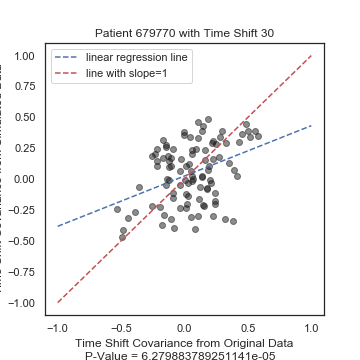 Patient 679770 with Time Shift 30
linear regression line
line with slope=1
1.00
0.75
0.50
0.25
0.00
−0.25
−0.50
−0.75
−1.00
−1.0
−0.5
0.0
0.5
1.0
Time Shift Covariance from Original Data
P-Value = 6.279883789251141e-05